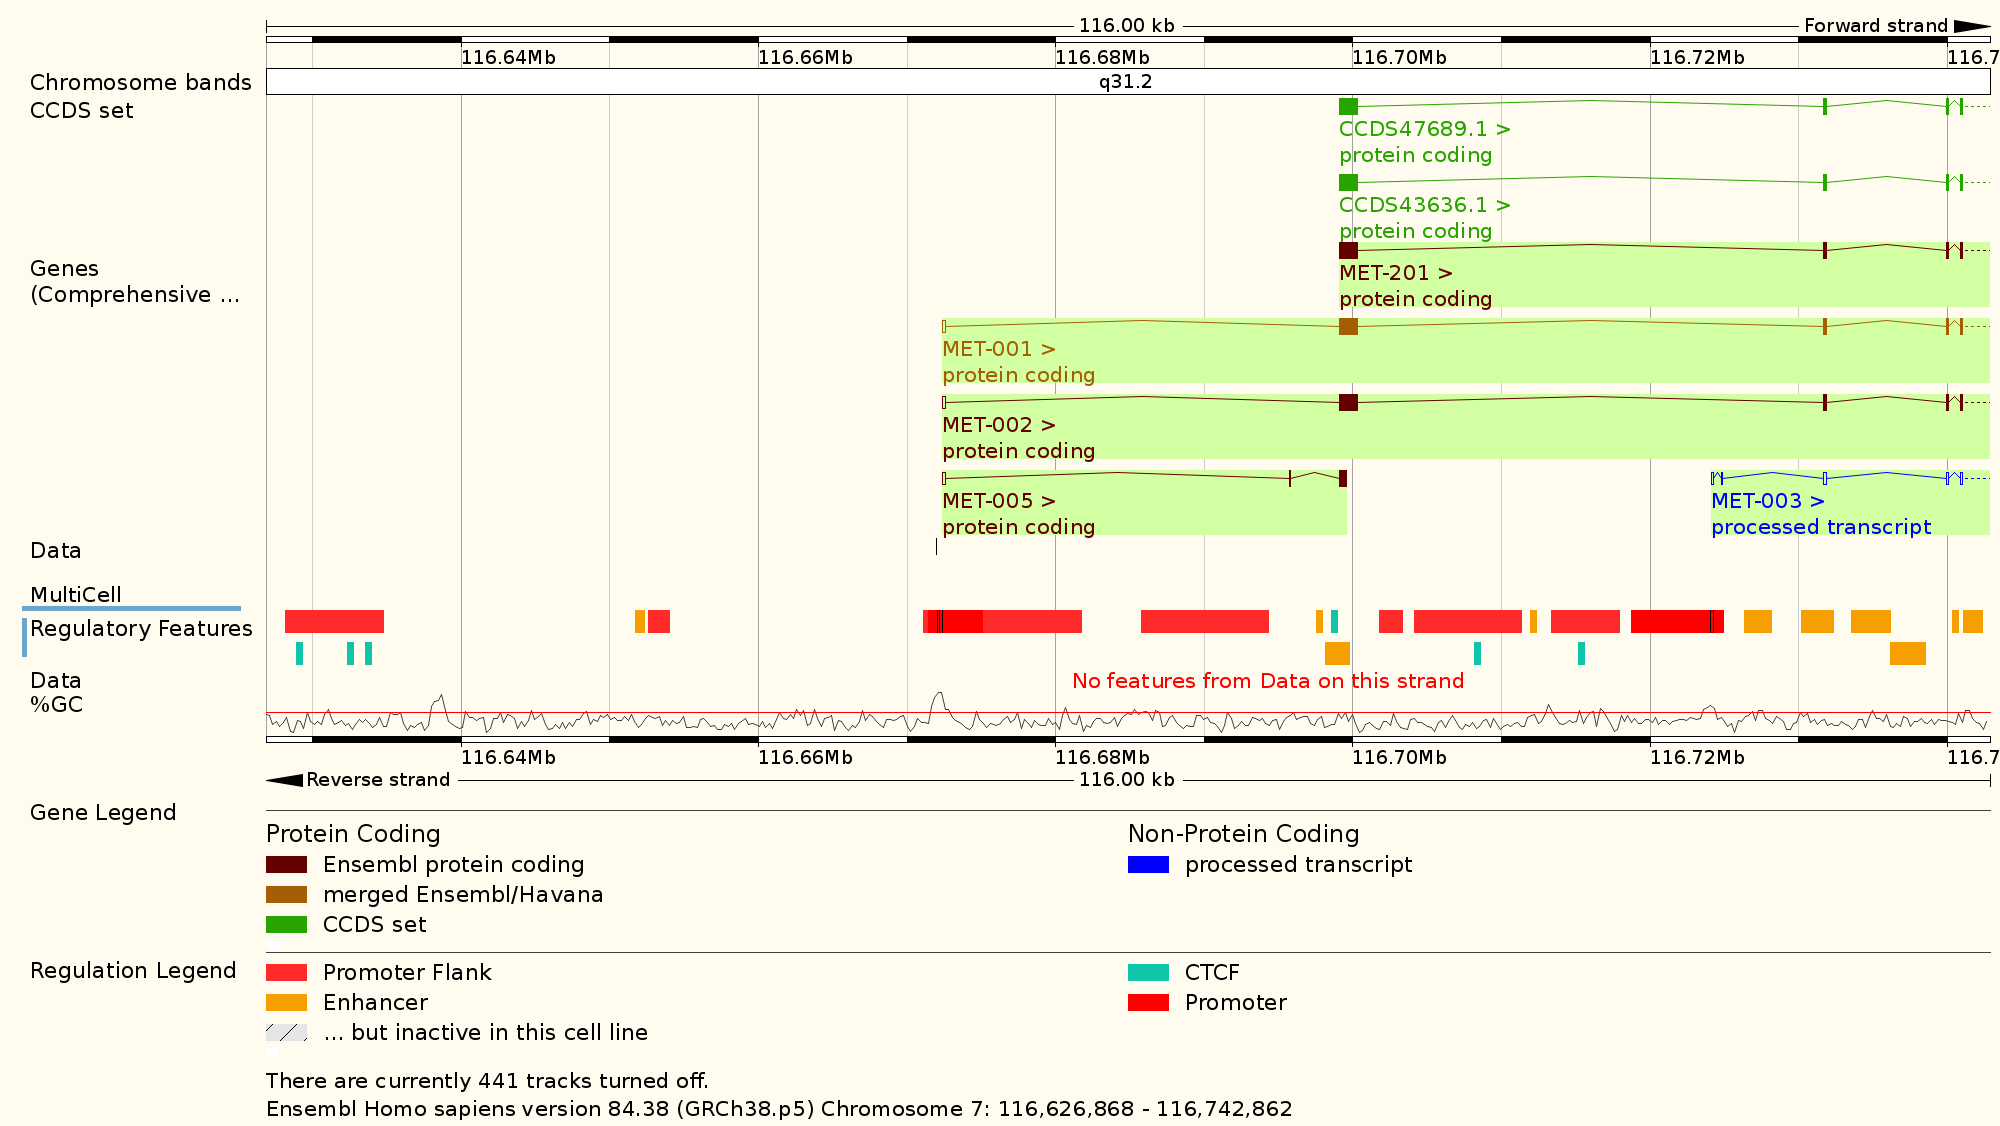 116.00 kb
Forward strand
116.64Mb 116.66Mb 116.68Mb 116.70Mb 116.72Mb 116.7
Chromosome bands
q31.2
CCDS set
CCDS47689.1 >
protein coding
CCDS43636.1 >
protein coding
Genes
(Comprehensive ...
MET-201 >
protein coding
MET-001 >
protein coding
MET-002 >
protein coding
MET-005 >
protein coding
MET-003 >
processed transcript
Data
MultiCell
Regulatory Features
Data
No features from Data on this strand
%GC
116.64Mb 116.66Mb 116.68Mb 116.70Mb 116.72Mb 116.7
Reverse strand
116.00 kb
Gene Legend
Protein Coding
Ensembl protein coding
merged Ensembl/Havana
CCDS set
Non-Protein Coding
processed transcript
Regulation Legend
Promoter Flank
Enhancer
... but inactive in this cell line
CTCF
Promoter
There are currently 441 tracks turned off.
Ensembl Homo sapiens version 84.38 (GRCh38.p5) Chromosome 7: 116,626,868 - 116,742,862